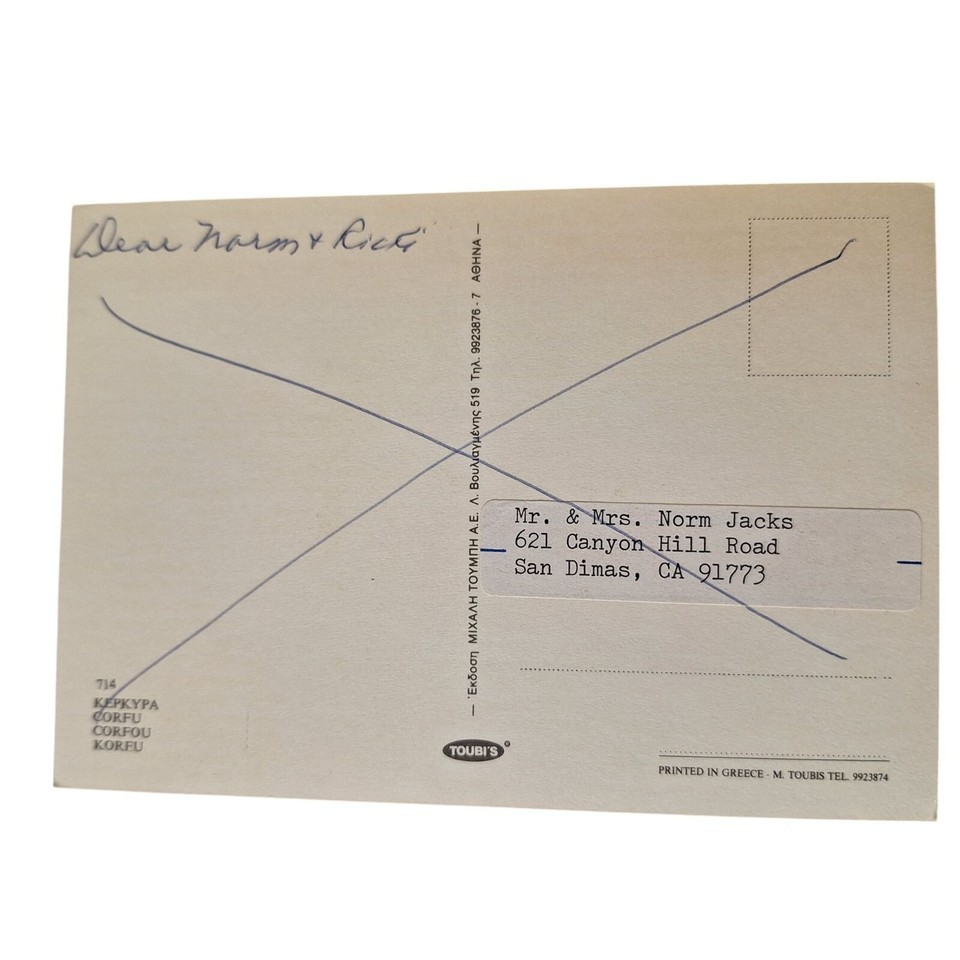 Dear Norm + Ricki
— Έκδοση ΜΙΧΑΛΗ ΤΟΥΜΠΗ Α.Ε. Λ. Βουλιαγμένης 519 Τηλ. 9923876 - 7 ΑΘΗΝΑ —
Mr. & Mrs. Norm Jacks
621 Canyon Hill Road
San Dimas, CA 91773
714
ΚΕΡΚΥΡΑ
CORFU
CORFOU
KORFU
TOUBI'S ®
PRINTED IN GREECE - M. TOUBIS TEL. 9923874